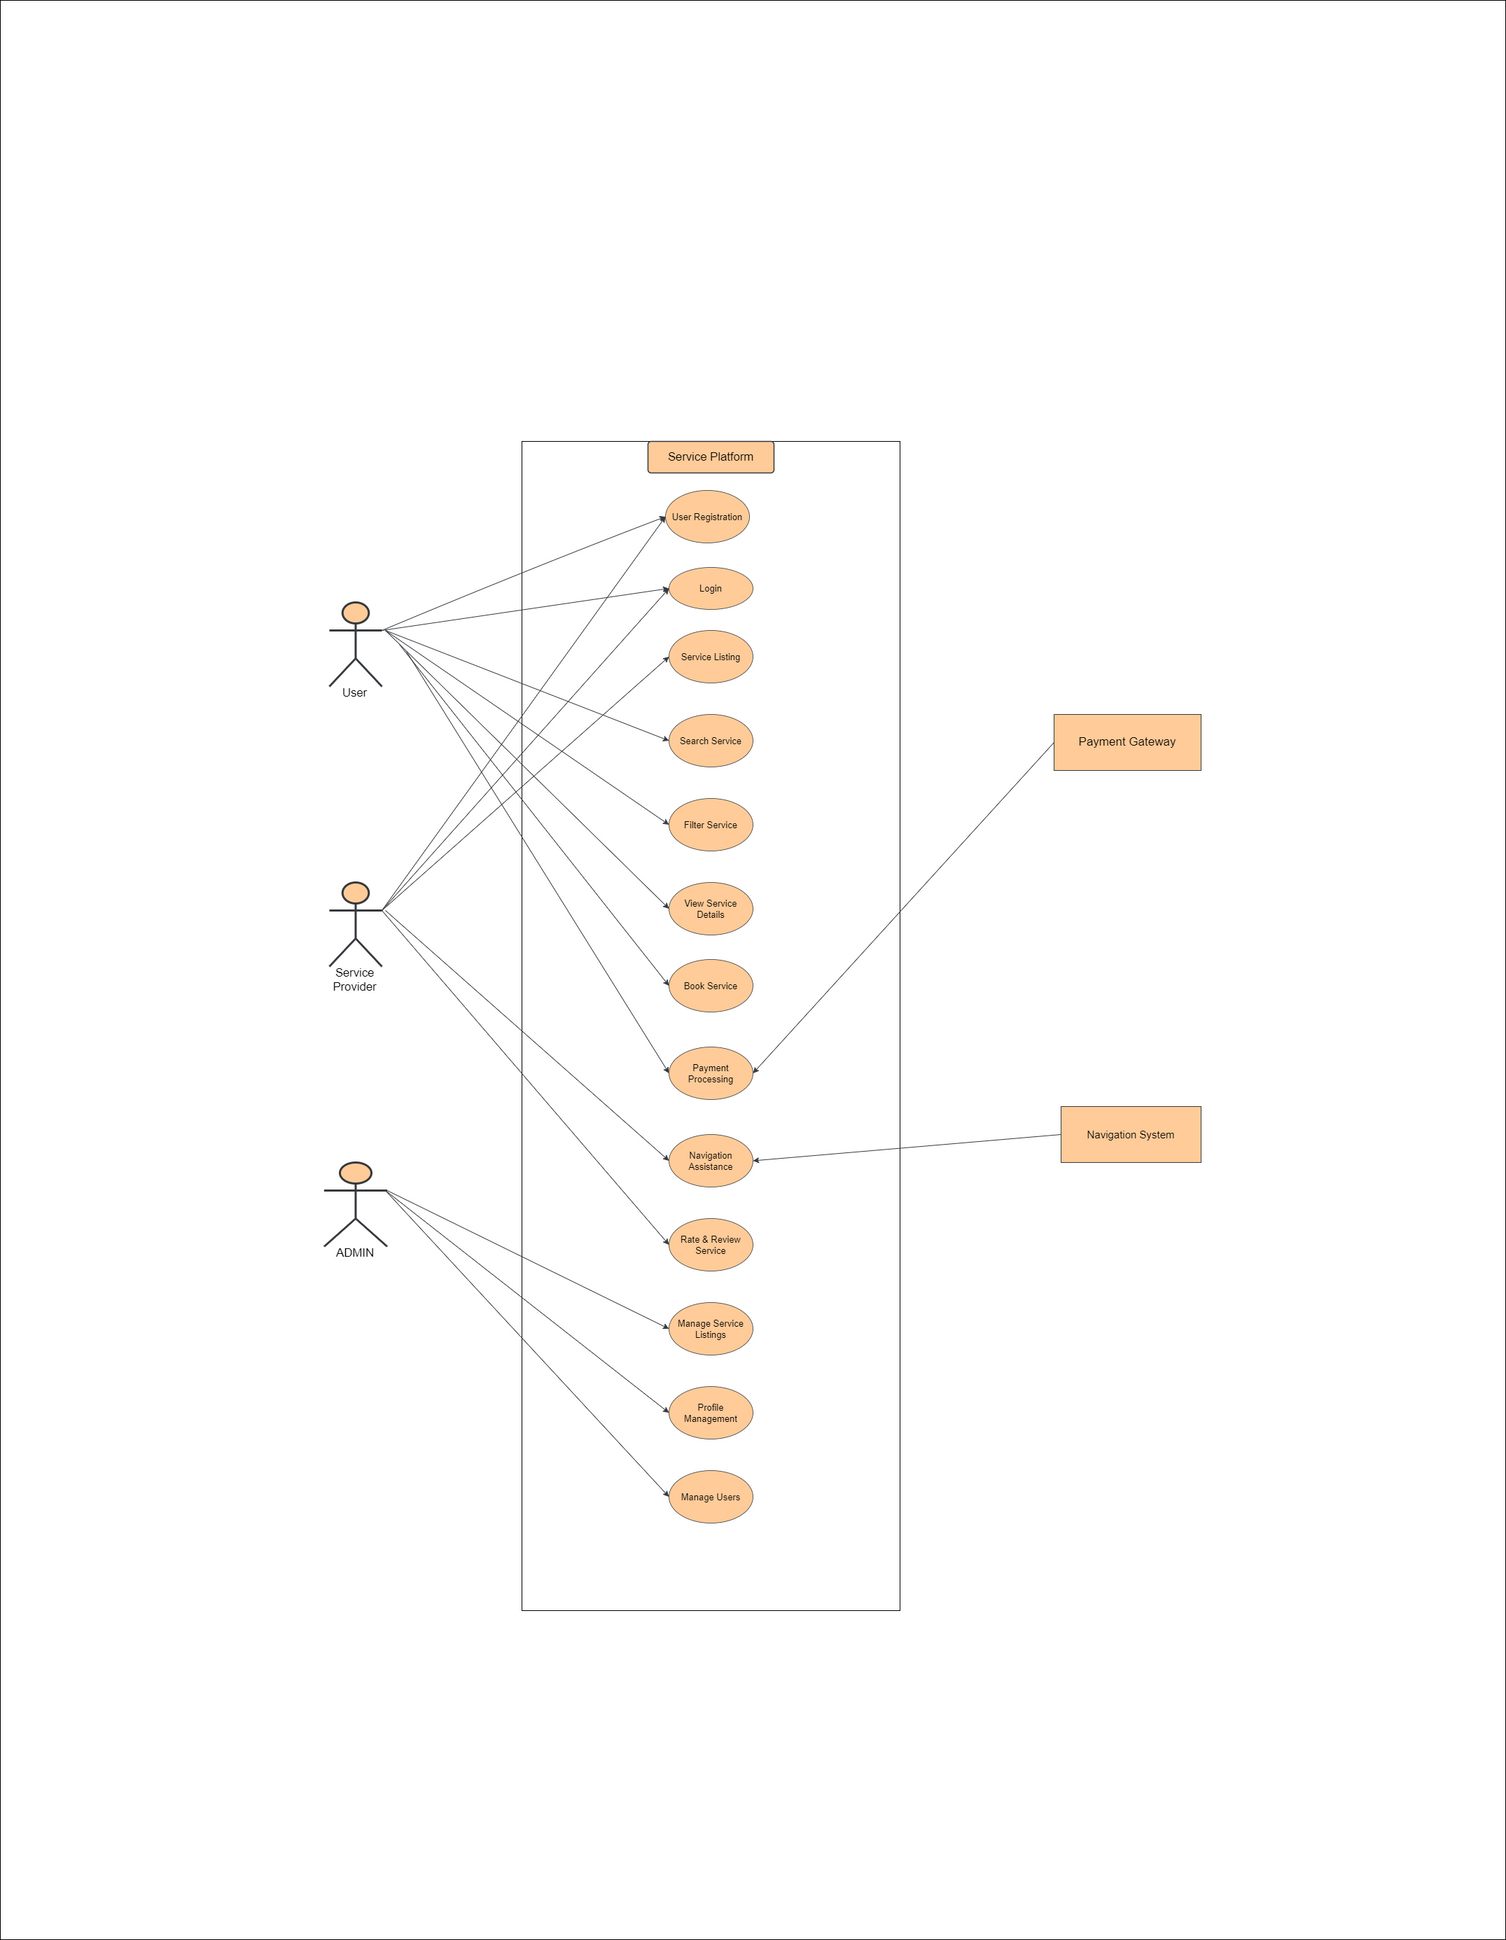 Service Platform
User Registration
Login
Service Listing
Search Service
Filter Service
View Service
Details
Book Service
Payment
Processing
Navigation
Assistance
Rate & Review
Service
Manage Service
Listings
Profile
Management
Manage Users
User
Service
Provider
ADMIN
Payment Gateway
Navigation System